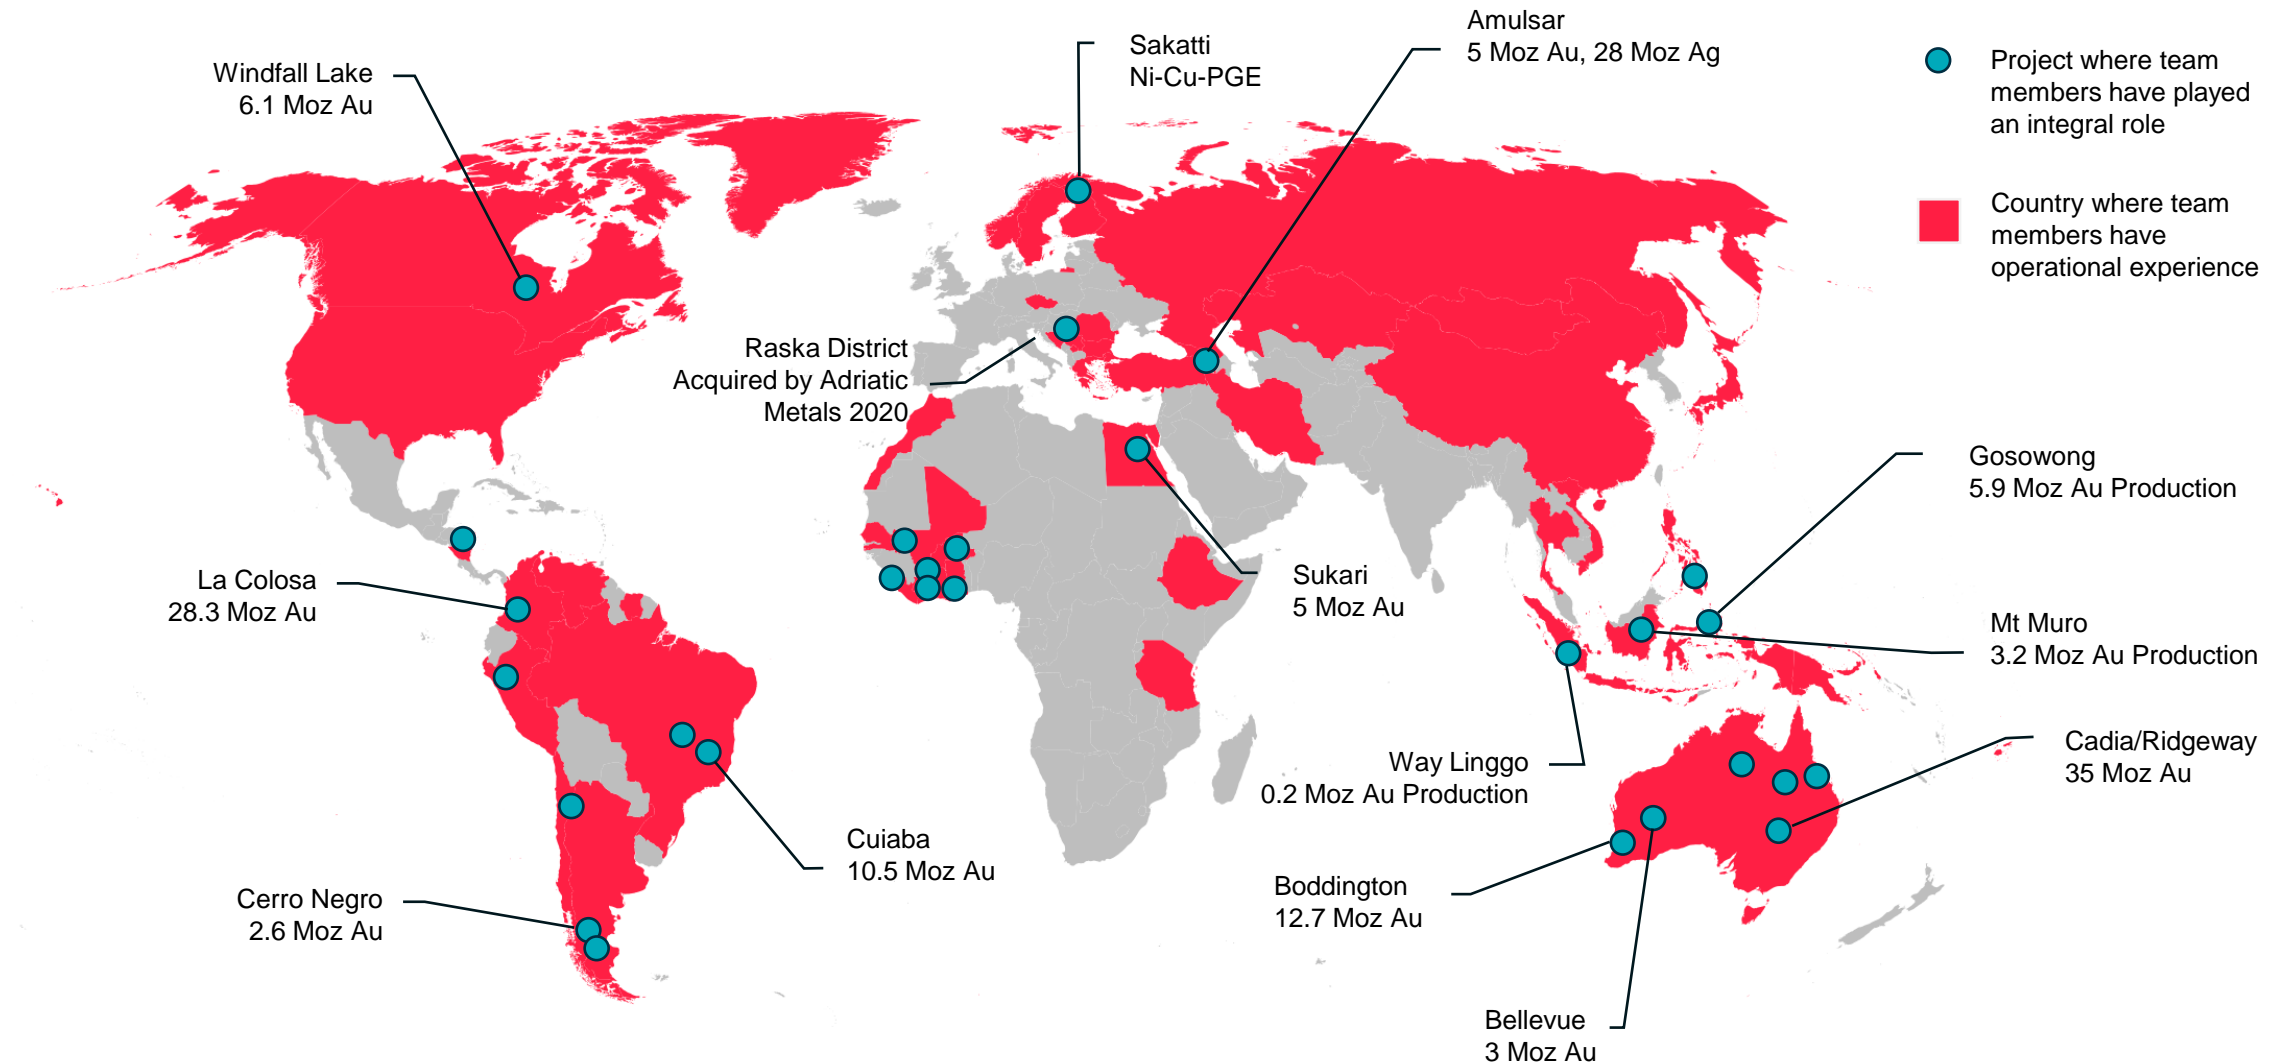 Windfall Lake
6.1 Moz Au
Sakatti
Ni-Cu-PGE
Amulsar
5 Moz Au, 28 Moz Ag
Project where team
members have played
an integral role
Country where team
members have
operational experience
Raska District
Acquired by Adriatic
Metals 2020
Gosowong
5.9 Moz Au Production
La Colosa
28.3 Moz Au
Sukari
5 Moz Au
Mt Muro
3.2 Moz Au Production
Way Linggo
0.2 Moz Au Production
Cadia/Ridgeway
35 Moz Au
Cuiaba
10.5 Moz Au
Cerro Negro
2.6 Moz Au
Boddington
12.7 Moz Au
Bellevue
3 Moz Au